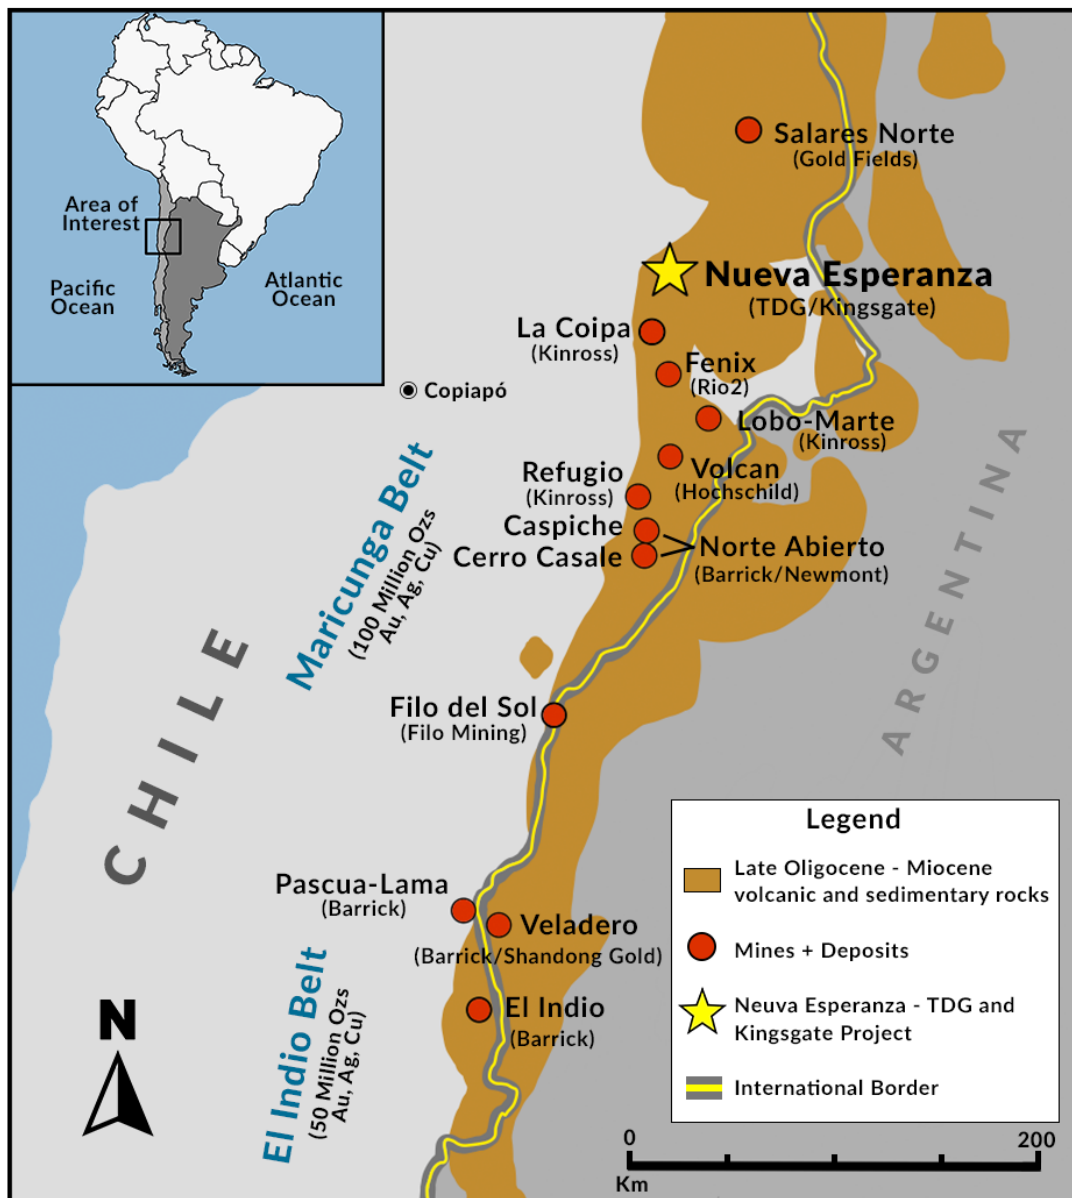 Area of
Interest
Pacific
Ocean
Atlantic
Ocean
Salares Norte
(Gold Fields)
Nueva Esperanza
(TDG/Kingsgate)
La Coipa
(Kinross)
Fenix
(Rio2)
Copiapó
Lobo-Marte
(Kinross)
Volcan
(Hochschild)
Refugio
(Kinross)
Caspiche
Cerro Casale
Norte Abierto
(Barrick/Newmont)
Maricunga Belt
(100 Million Ozs
Au, Ag, Cu)
CHILE
ARGENTINA
Filo del Sol
(Filo Mining)
Pascua-Lama
(Barrick)
Veladero
(Barrick/Shandong Gold)
El Indio
(Barrick)
El Indio Belt
(50 Million Ozs
Au, Ag, Cu)
N
Legend
Late Oligocene - Miocene
volcanic and sedimentary rocks
Mines + Deposits
Neuva Esperanza - TDG and
Kingsgate Project
International Border
0 200
Km